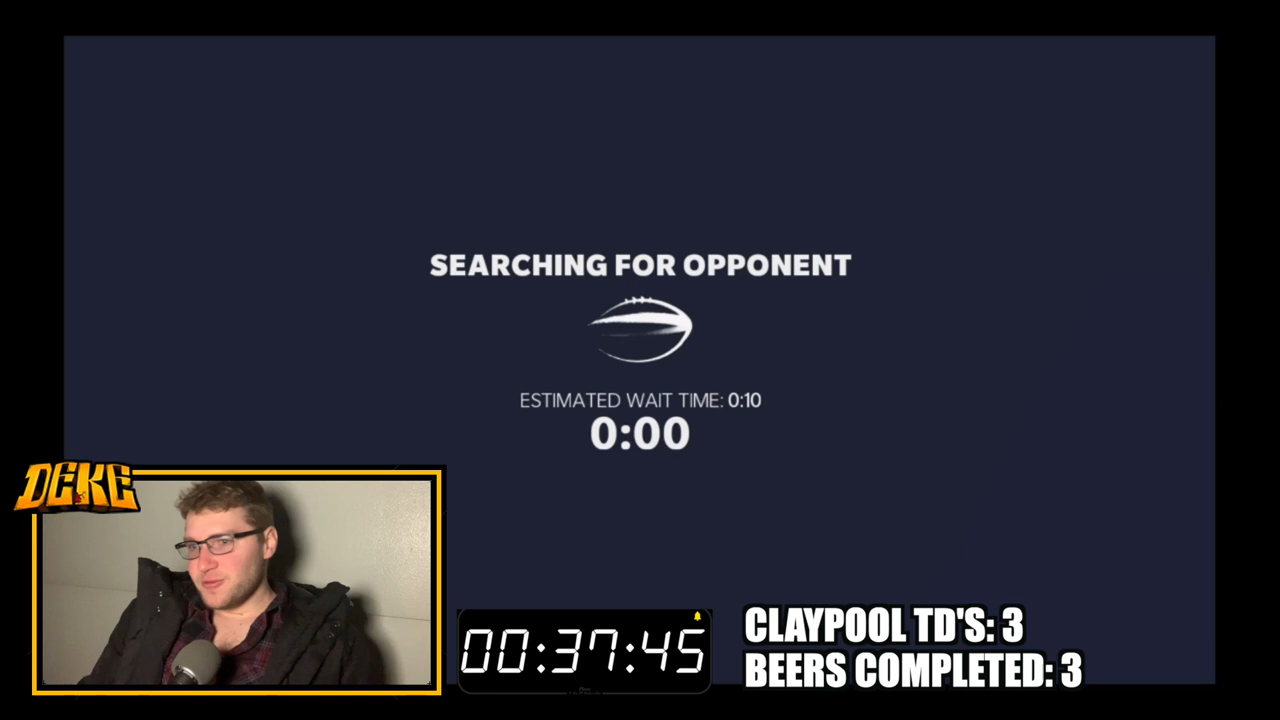 SEARCHING FOR OPPONENT
ESTIMATED WAIT TIME: 0:10
0:00
DEKE
00:37:45
CLAYPOOL TD'S: 3
BEERS COMPLETED: 3